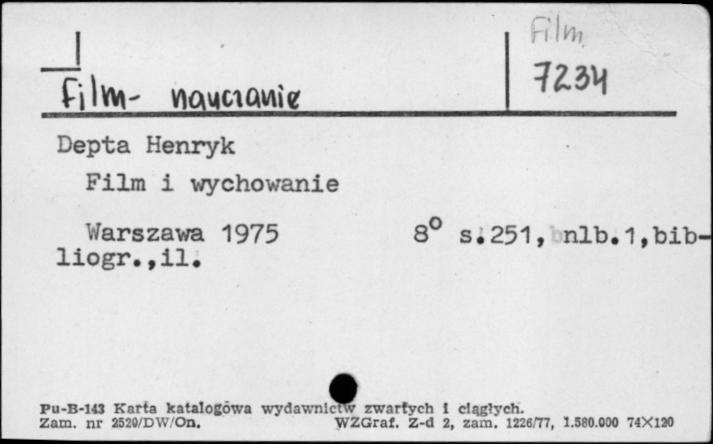 Film
7234
Film- nauczanie
Depta Henryk
Film i wychowanie
Warszawa 1975 8° s.251, nlb.1,bib-
liogr.,il.
Pu-B-143 Karta katalogowa wydawnictw zwartych i ciągłych.
Zam. nr 2520/DW/On. WZGraf. Z-d 2, zam. 1226/77, 1.580.000 74X120